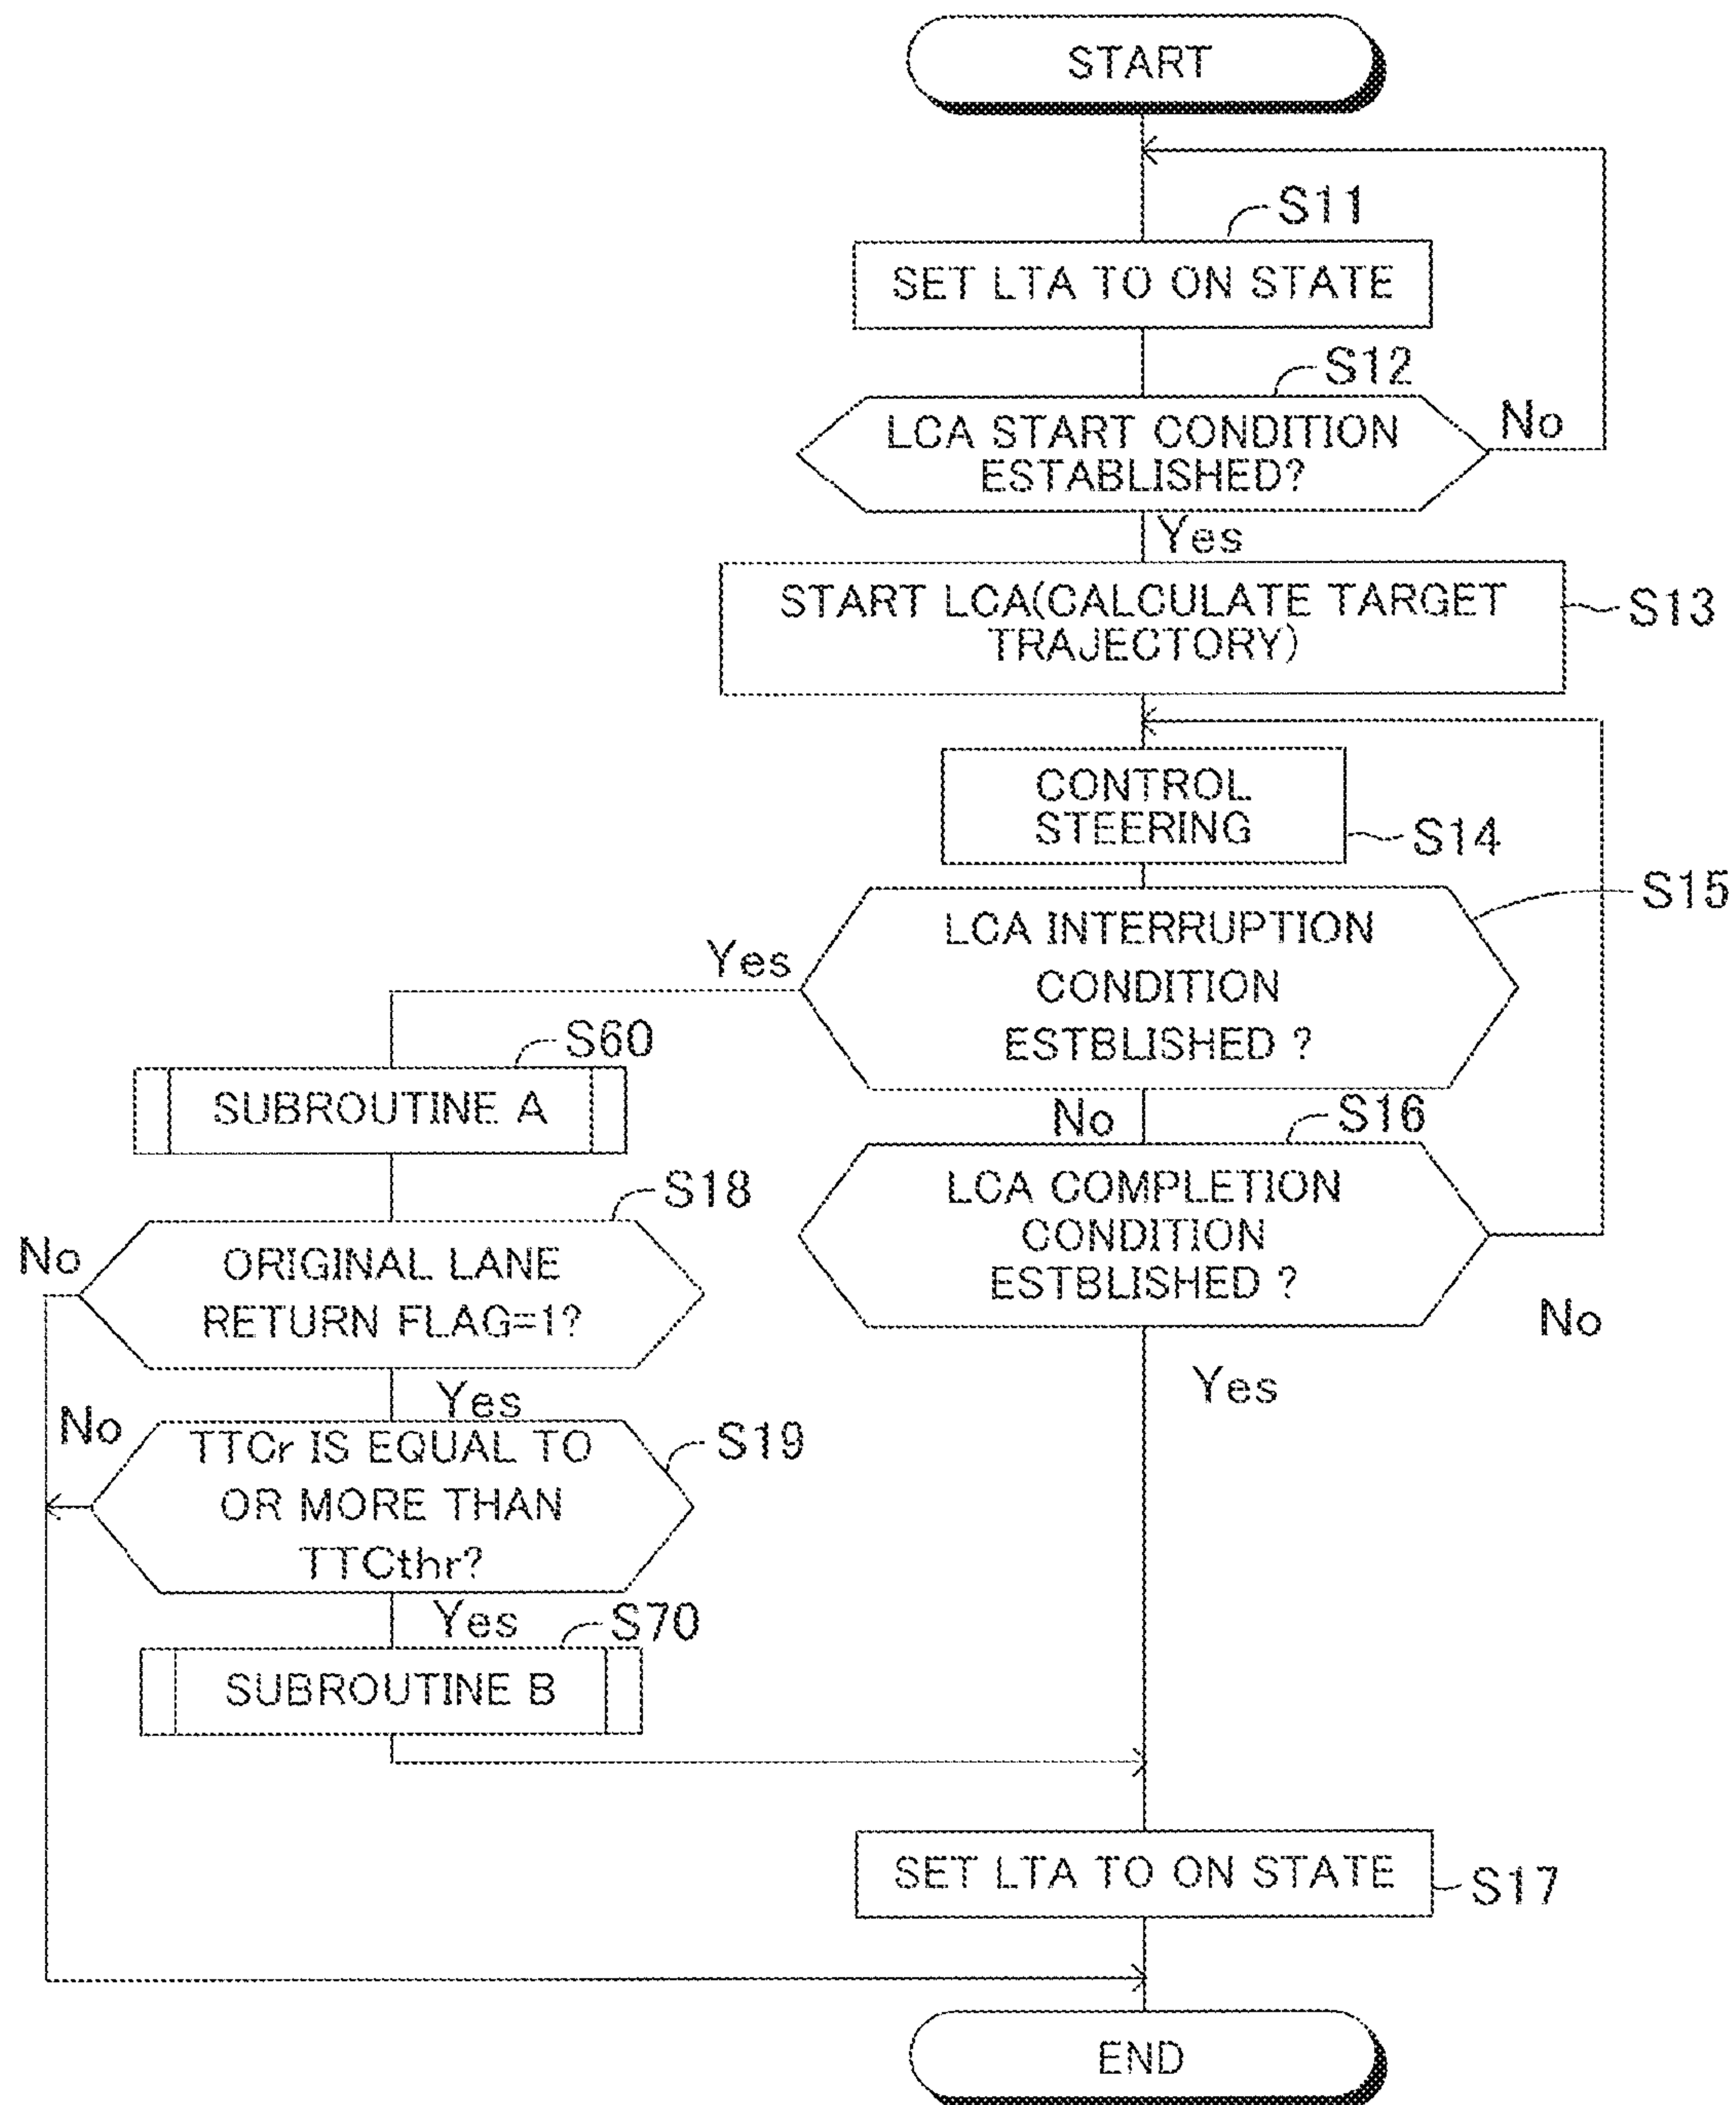 START
S11
SET LTA TO ON STATE
S12
LCA START CONDITION
ESTABLISHED?
No
Yes
START LCA(CALCULATE TARGET
TRAJECTORY)
S13
CONTROL
STEERING
S14
S15
LCA INTERRUPTION
CONDITION
ESTBLISHED ?
Yes
No
S60
SUBROUTINE A
S16
LCA COMPLETION
CONDITION
ESTBLISHED ?
No
Yes
S18
ORIGINAL LANE
RETURN FLAG=1?
No
Yes
S19
TTCr IS EQUAL TO
OR MORE THAN
TTCthr?
No
Yes
S70
SUBROUTINE B
SET LTA TO ON STATE
S17
END